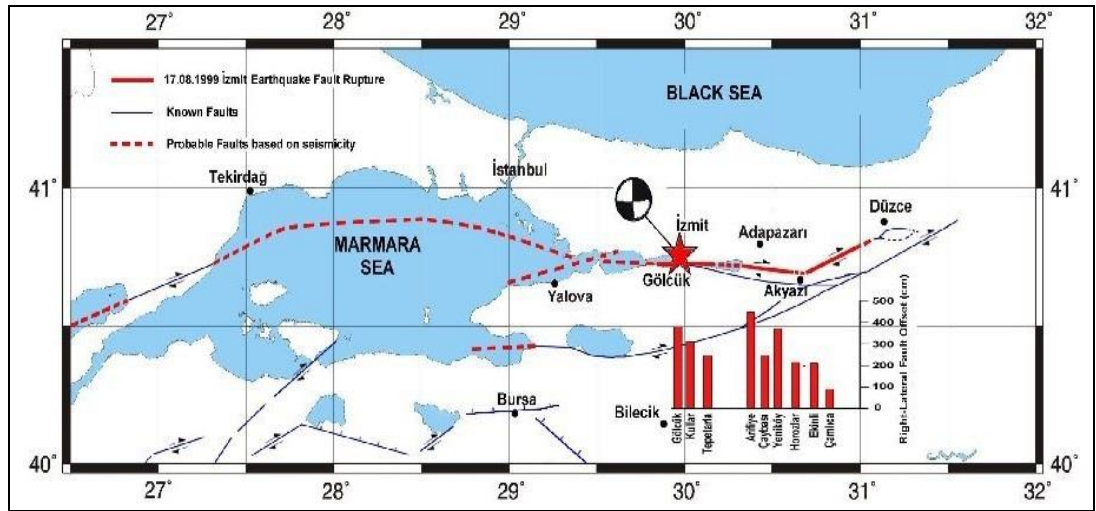 27° 28 29 30 31 32°
17.08.1999 İzmit Earthquake Fault Rupture
Known Faults
Probable Faults based on seismicity
BLACK SEA
41° 41°
Tekirdağ
İstanbul
İzmit
Adapazarı
Düzce
MARMARA
SEA
Yalova
Gölcük
Akyazı
Bursa
Bilecik
500
400
300
200
100
0
Right-Lateral Fault Offset (cm)
Gölcük
Kullar
Tepetarla
Arifiye
Çaybası
Yeniköy
Horozlar
Ekinli
Çamlıca
40° 40°
27 28 29 30 31 32